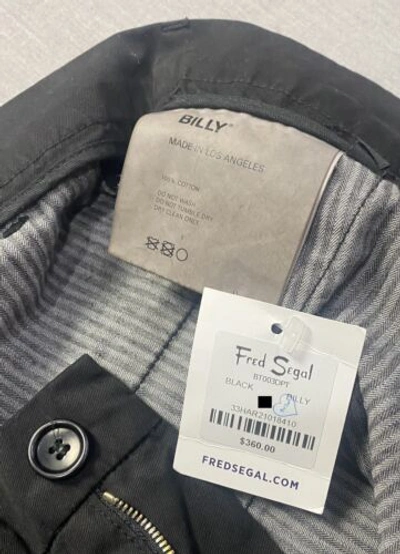 BILLY
MADE IN LOS ANGELES
100% COTTON
DO NOT WASH
DO NOT TUMBLE DRY
DRY CLEAN ONLY
Fred Segal
BT003DPT
BLACK BILLY
33HAR21018410
$360.00
FREDSEGAL.COM